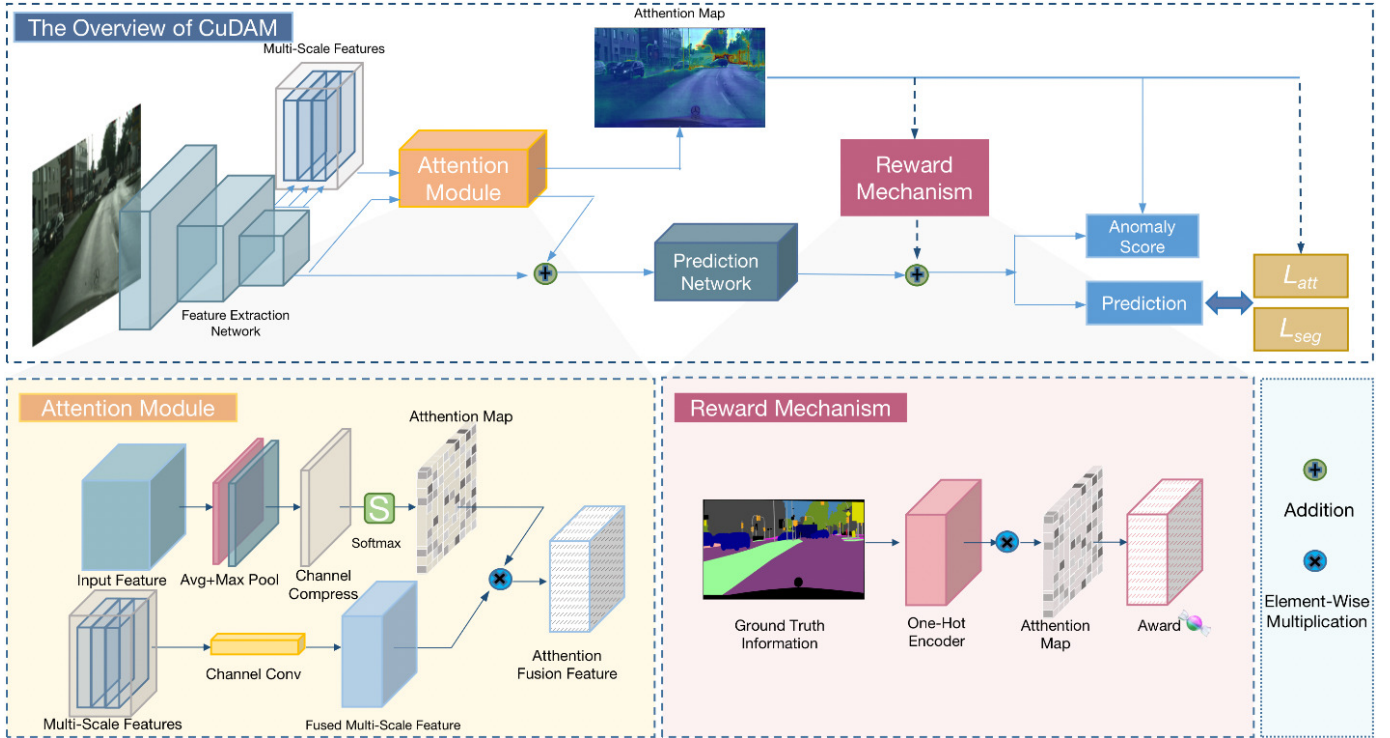 The Overview of CuDAM
Multi-Scale Features
Atthention Map
Attention
Module
Reward
Mechanism
Feature Extraction
Network
Prediction
Network
Anomaly
Score
Prediction
L_att
L_seg
Attention Module
Atthention Map
S
Softmax
Input Feature
Avg+Max Pool
Channel
Compress
Channel Conv
Multi-Scale Features
Fused Multi-Scale Feature
Atthention
Fusion Feature
Reward Mechanism
Ground Truth
Information
One-Hot
Encoder
Atthention
Map
Award
Addition
Element-Wise
Multiplication